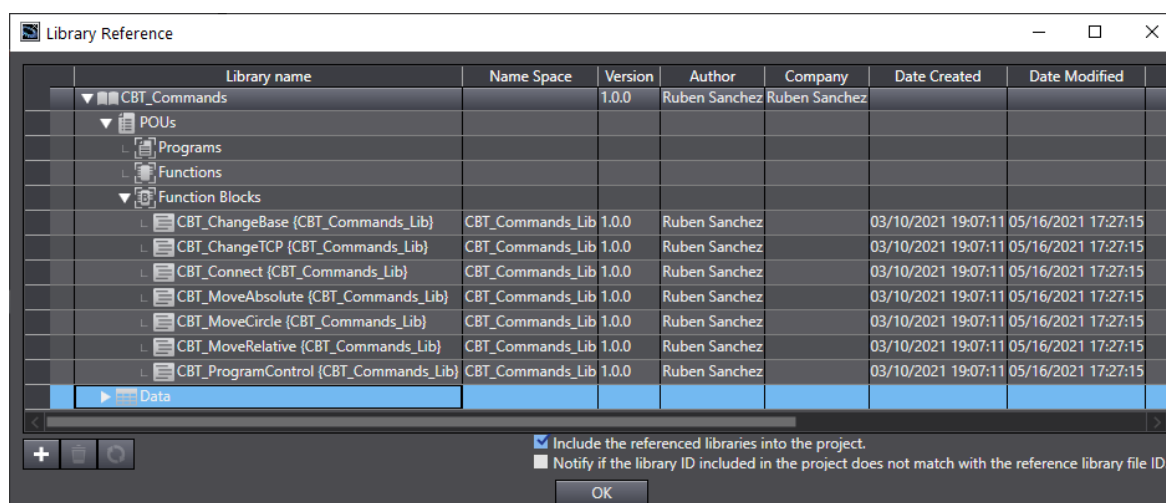 Library Reference
Library name Name Space Version Author Company Date Created Date Modified
CBT_Commands 1.0.0 Ruben Sanchez Ruben Sanchez
POUs
Programs
Functions
Function Blocks
CBT_ChangeBase {CBT_Commands_Lib} CBT_Commands_Lib 1.0.0 Ruben Sanchez 03/10/2021 19:07:11 05/16/2021 17:27:15
CBT_ChangeTCP {CBT_Commands_Lib} CBT_Commands_Lib 1.0.0 Ruben Sanchez 03/10/2021 19:07:11 05/16/2021 17:27:15
CBT_Connect {CBT_Commands_Lib} CBT_Commands_Lib 1.0.0 Ruben Sanchez 03/10/2021 19:07:11 05/16/2021 17:27:15
CBT_MoveAbsolute {CBT_Commands_Lib} CBT_Commands_Lib 1.0.0 Ruben Sanchez 03/10/2021 19:07:11 05/16/2021 17:27:15
CBT_MoveCircle {CBT_Commands_Lib} CBT_Commands_Lib 1.0.0 Ruben Sanchez 03/10/2021 19:07:11 05/16/2021 17:27:15
CBT_MoveRelative {CBT_Commands_Lib} CBT_Commands_Lib 1.0.0 Ruben Sanchez 03/10/2021 19:07:11 05/16/2021 17:27:15
CBT_ProgramControl {CBT_Commands_Lib} CBT_Commands_Lib 1.0.0 Ruben Sanchez 03/10/2021 19:07:11 05/16/2021 17:27:15
Data
Include the referenced libraries into the project.
Notify if the library ID included in the project does not match with the reference library file ID
OK